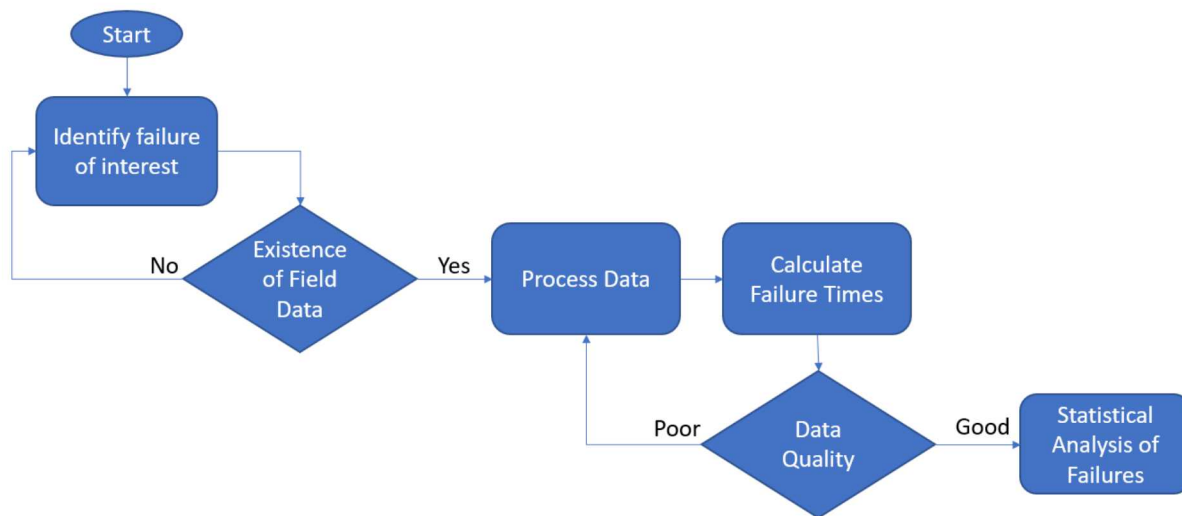 Start
Identify failure
of interest
Existence
of Field
Data
No
Yes
Process Data
Calculate
Failure Times
Data
Quality
Poor
Good
Statistical
Analysis of
Failures